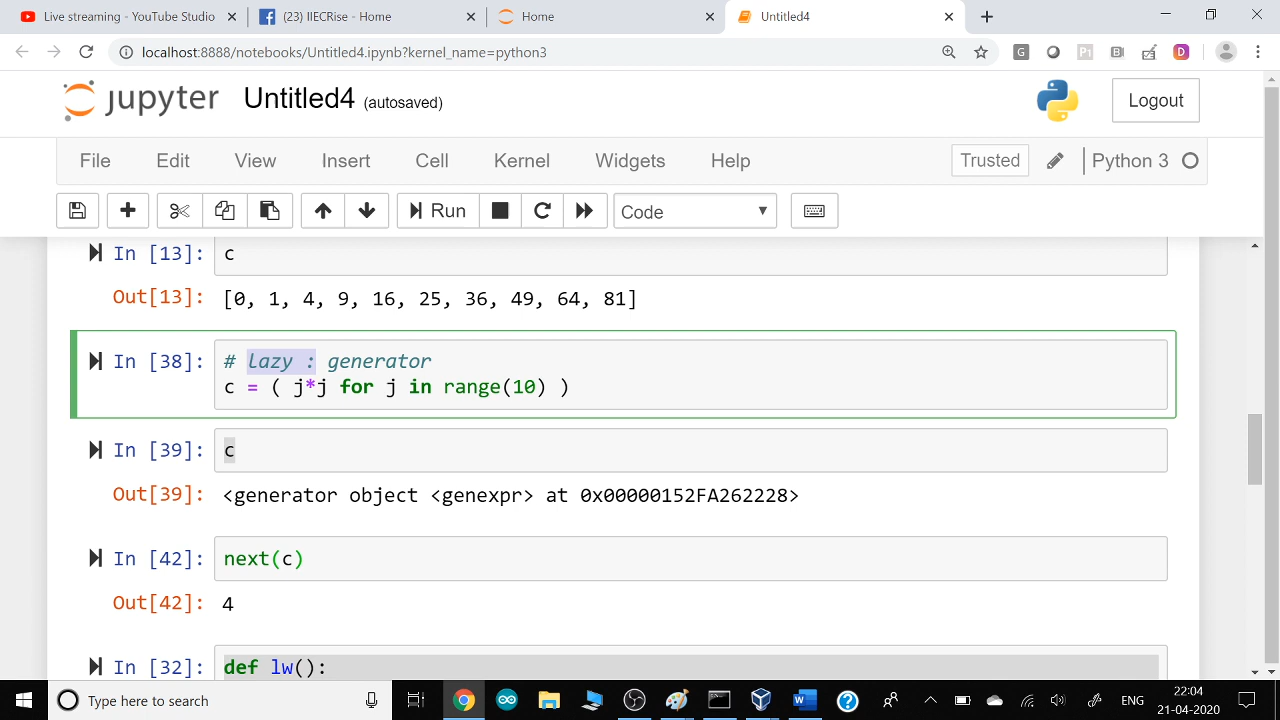 Live streaming - YouTube Studio
(23) IIECRise - Home
Home
Untitled4
localhost:8888/notebooks/Untitled4.ipynb?kernel_name=python3
jupyter Untitled4 (autosaved)
Logout
File Edit View Insert Cell Kernel Widgets Help
Trusted Python 3
Run Code
In [13]: c
Out[13]: [0, 1, 4, 9, 16, 25, 36, 49, 64, 81]
In [38]: # lazy : generator
c = ( j*j for j in range(10) )
In [39]: c
Out[39]: <generator object <genexpr> at 0x00000152FA262228>
In [42]: next(c)
Out[42]: 4
In [32]: def lw():
Type here to search
ENG
22:04
21-04-2020